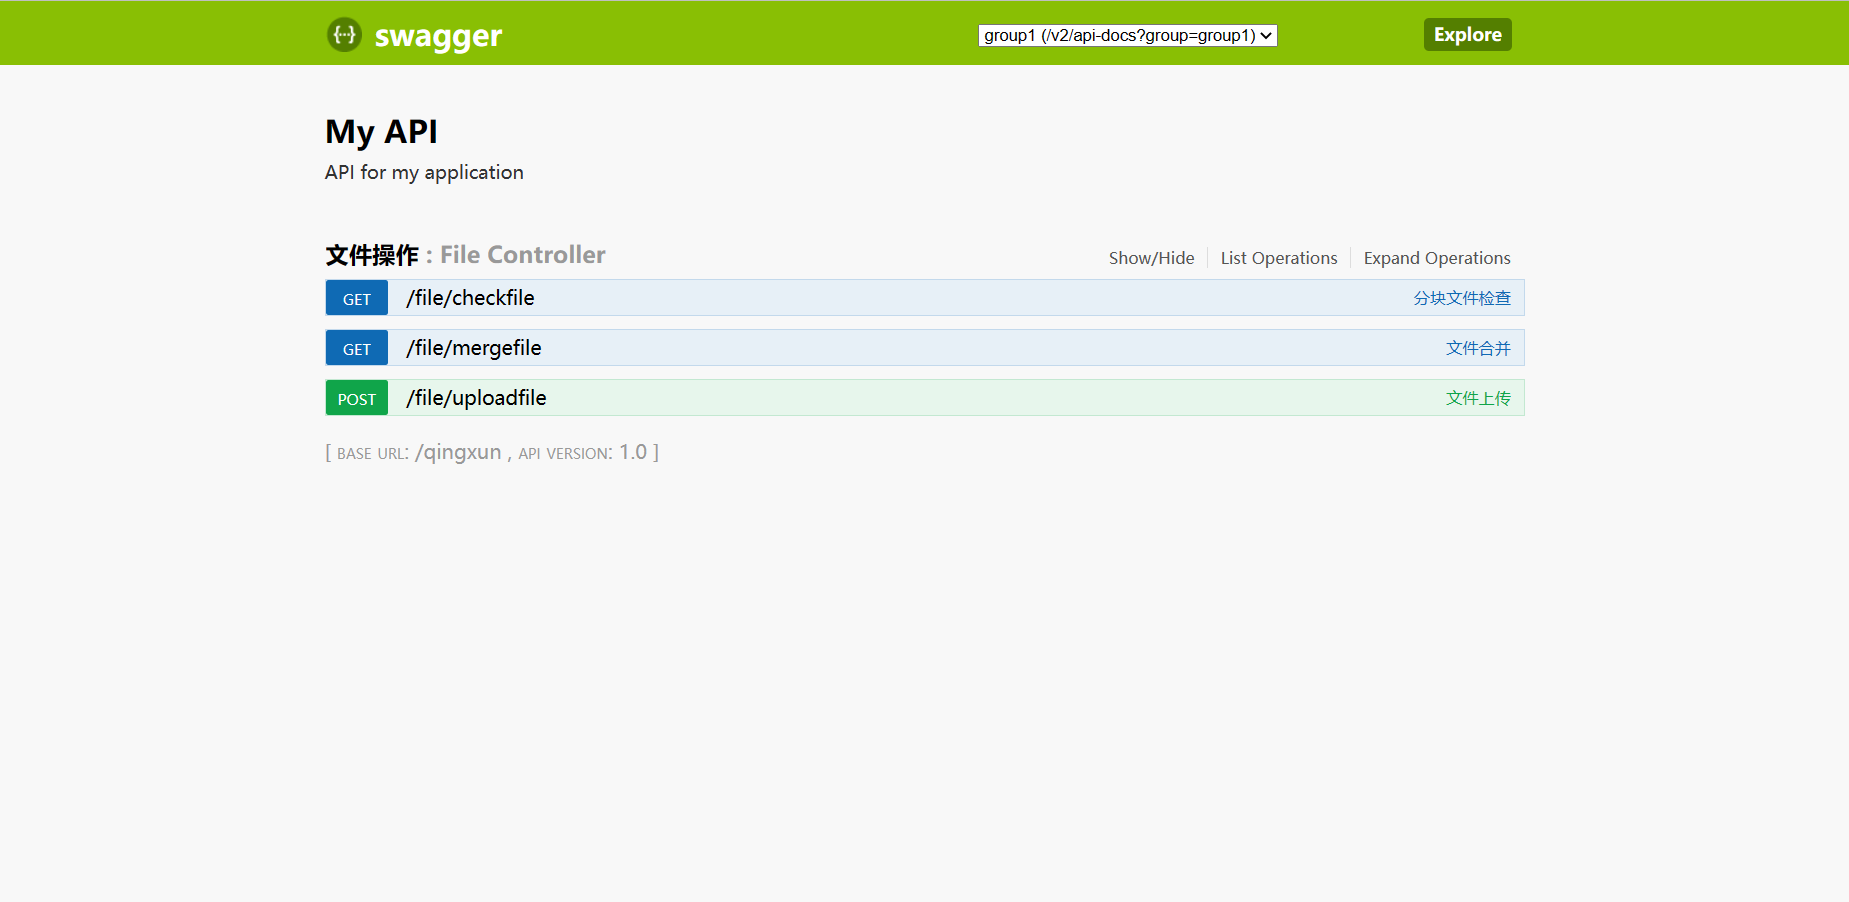 {···} swagger
group1 (/v2/api-docs?group=group1)
Explore
My API
API for my application
文件操作 : File Controller
Show/Hide
List Operations
Expand Operations
GET /file/checkfile 分块文件检查
GET /file/mergefile 文件合并
POST /file/uploadfile 文件上传
[ BASE URL: /qingxun , API VERSION: 1.0 ]